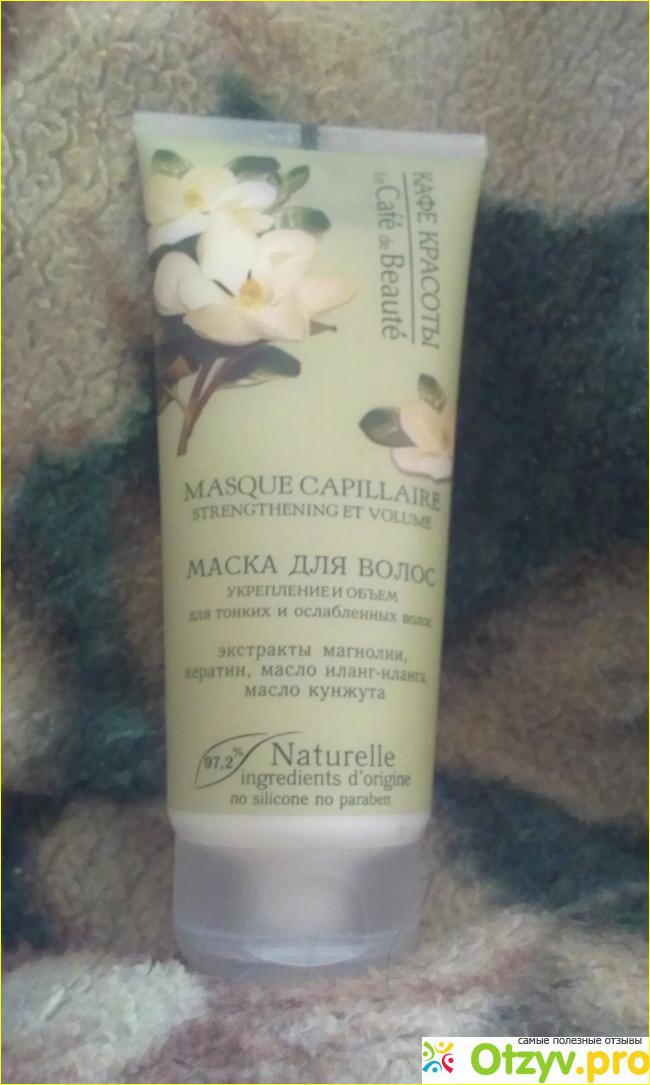 КАФЕ КРАСОТЫ
le Café de Beauté
MASQUE CAPILLAIRE
STRENGTHENING ET VOLUME
МАСКА ДЛЯ ВОЛОС
УКРЕПЛЕНИЕ И ОБЪЕМ
для тонких и ослабленных волос
экстракты магнолии,
кератин, масло иланг-иланга,
масло кунжута
97,2%
Naturelle
ingredients d'origine
no silicone no paraben
самые полезные отзывы
Otzyv.pro